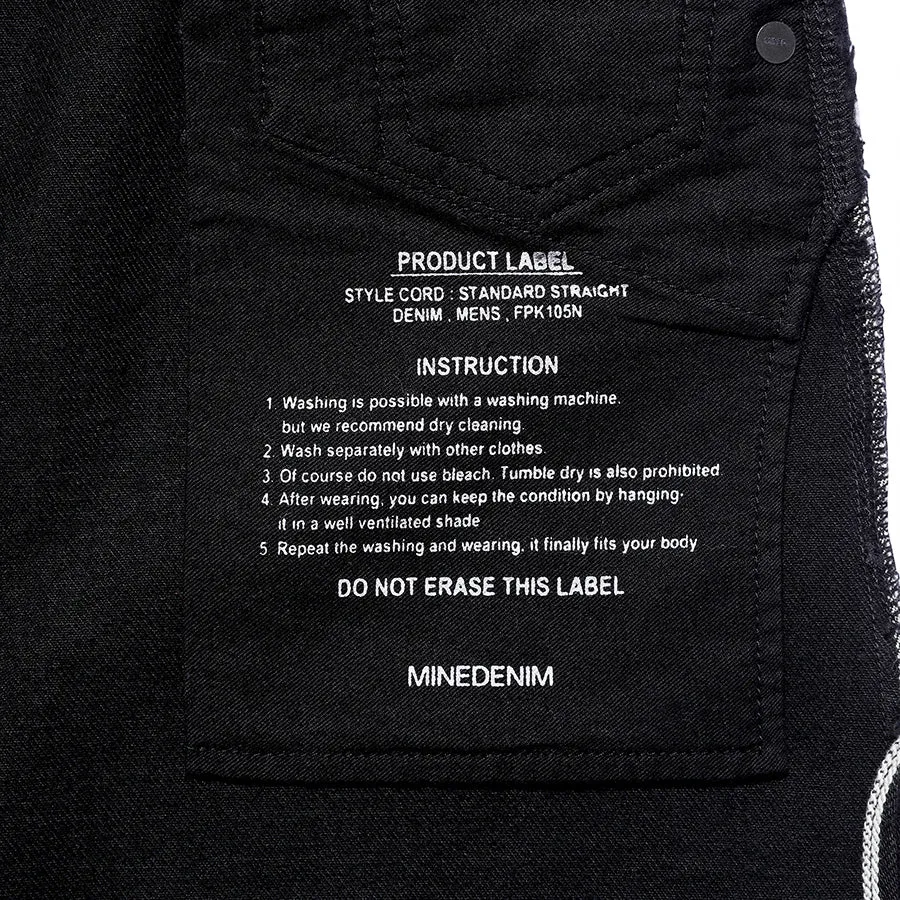 PRODUCT LABEL
STYLE CORD : STANDARD STRAIGHT
DENIM , MENS , FPK105N
INSTRUCTION
1 Washing is possible with a washing machine.
but we recommend dry cleaning.
2 Wash separately with other clothes.
3. Of course do not use bleach. Tumble dry is also prohibited
4. After wearing, you can keep the condition by hanging.
it in a well ventilated shade
5 Repeat the washing and wearing, it finally fits your body
DO NOT ERASE THIS LABEL
MINEDENIM